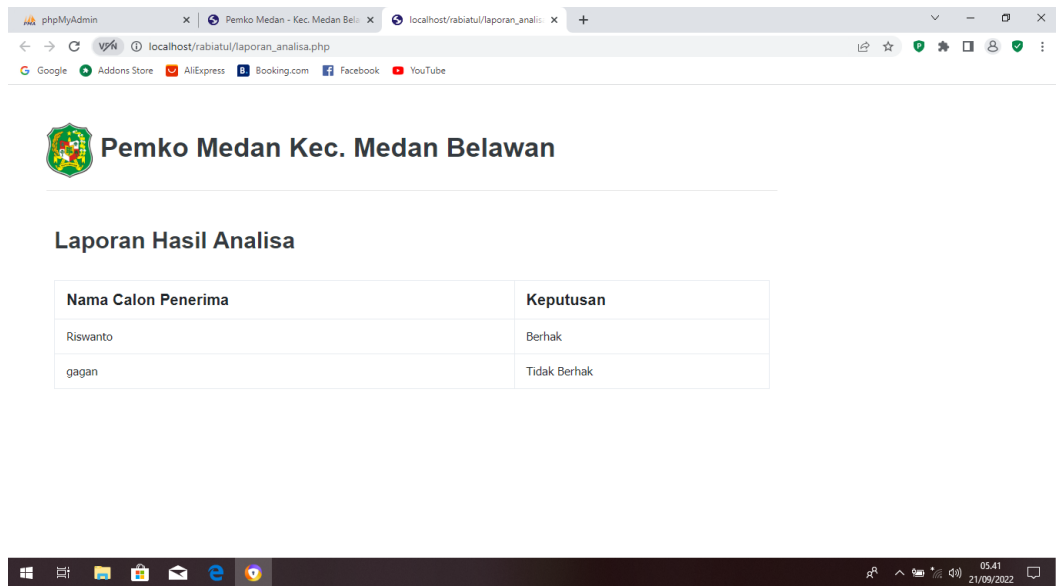 phpMyAdmin
Pemko Medan - Kec. Medan Bela
localhost/rabiatul/laporan_analis
VPN localhost/rabiatul/laporan_analisa.php
Google Addons Store AliExpress B. Booking.com Facebook YouTube
Pemko Medan Kec. Medan Belawan
Laporan Hasil Analisa
Nama Calon Penerima Keputusan
Riswanto Berhak
gagan Tidak Berhak
05.41
21/09/2022